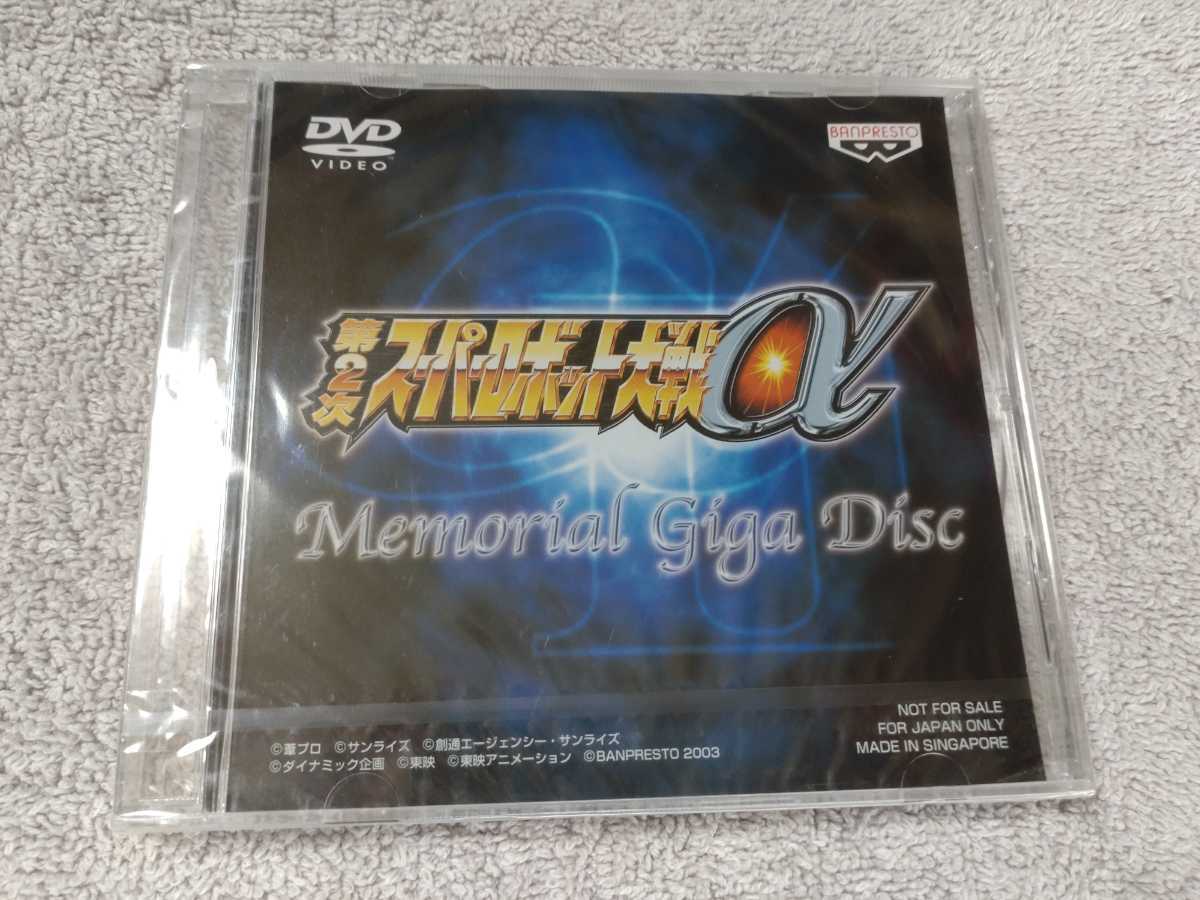 DVD
VIDEO
BANPRESTO
第2次
スーパーロボット大戦α
Memorial Giga Disc
NOT FOR SALE
FOR JAPAN ONLY
MADE IN SINGAPORE
©葦プロ ©サンライズ ©創通エージェンシー・サンライズ
©ダイナミック企画 ©東映 ©東映アニメーション ©BANPRESTO 2003